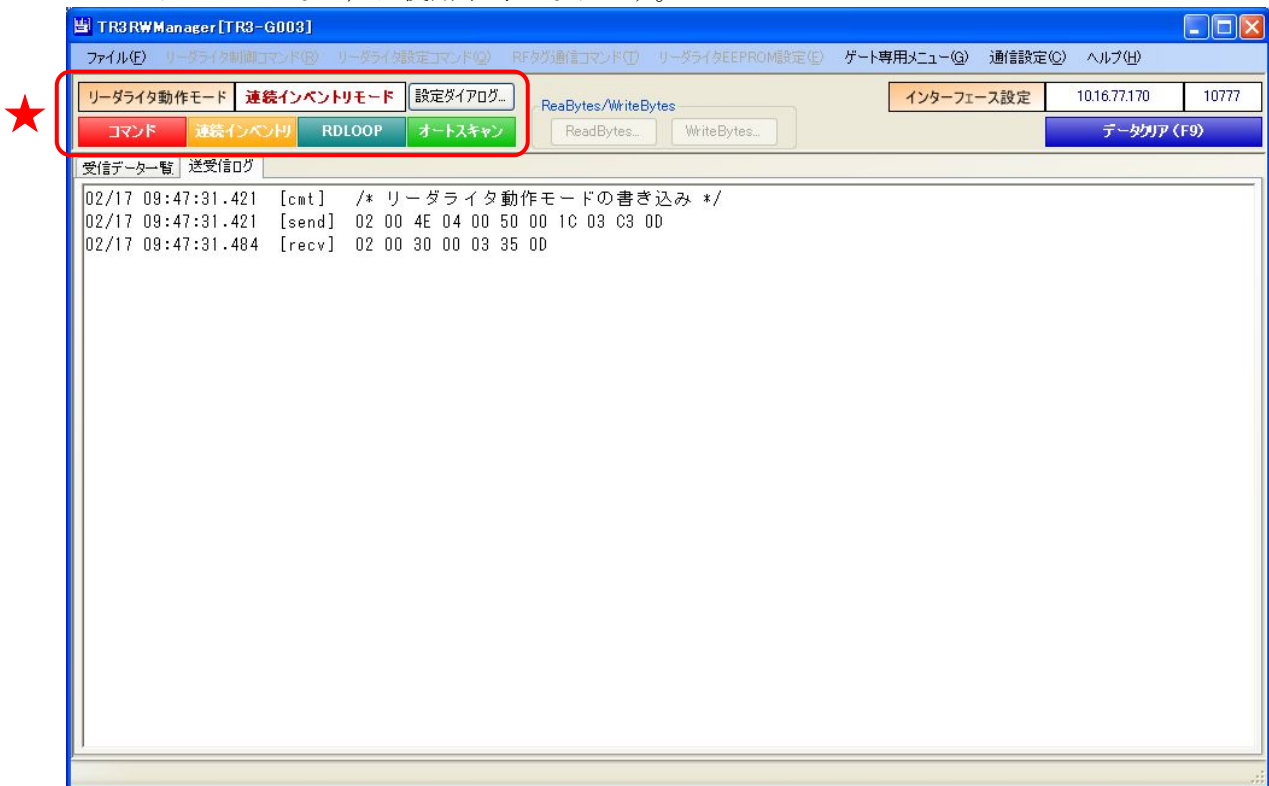 TR3RWManager[TR3-G003]
ファイル(F) リーダライタ制御コマンド(R) リーダライタ設定コマンド(Q) RFタグ通信コマンド(T) リーダライタEEPROM設定(E) ゲート専用メニュー(G) 通信設定(C) ヘルプ(H)
リーダライタ動作モード 連続インベントリモード 設定ダイアログ... ReaBytes/WriteBytes インターフェース設定 10.16.77.170 10777
コマンド 連続インベントリ RDLOOP オートスキャン ReadBytes... WriteBytes... データクリア (F9)
受信データ一覧 送受信ログ
02/17 09:47:31.421 [cmt] /* リーダライタ動作モードの書き込み */
02/17 09:47:31.421 [send] 02 00 4E 04 00 50 00 1C 03 C3 0D
02/17 09:47:31.484 [recv] 02 00 30 00 03 35 0D